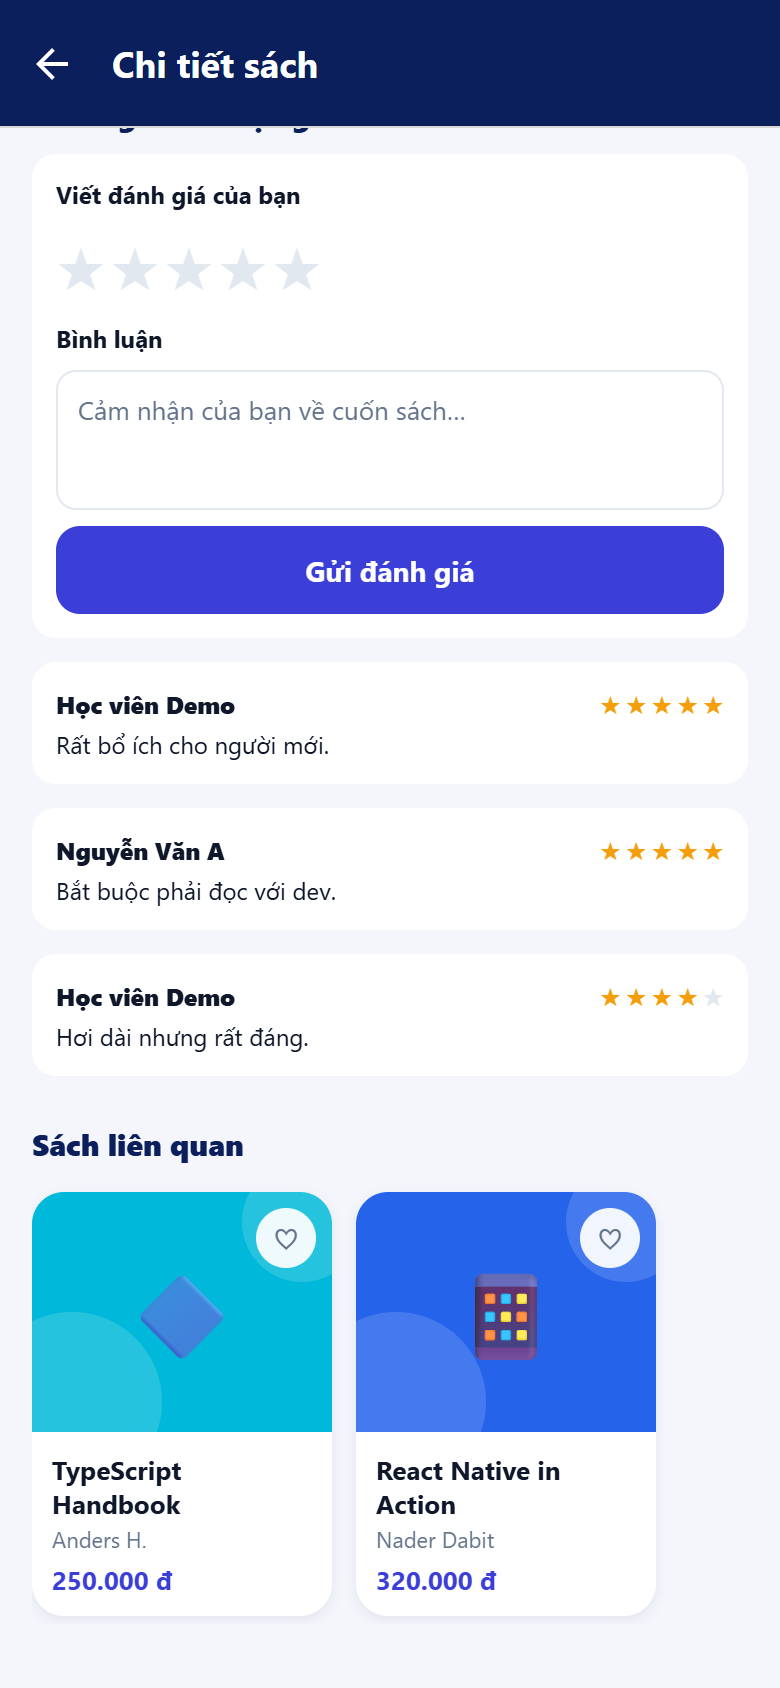 Chi tiết sách
Viết đánh giá của bạn
Bình luận
Cảm nhận của bạn về cuốn sách...
Gửi đánh giá
Học viên Demo
Rất bổ ích cho người mới.
Nguyễn Văn A
Bắt buộc phải đọc với dev.
Học viên Demo
Hơi dài nhưng rất đáng.
Sách liên quan
TypeScript
Handbook
Anders H.
250.000 đ
React Native in
Action
Nader Dabit
320.000 đ